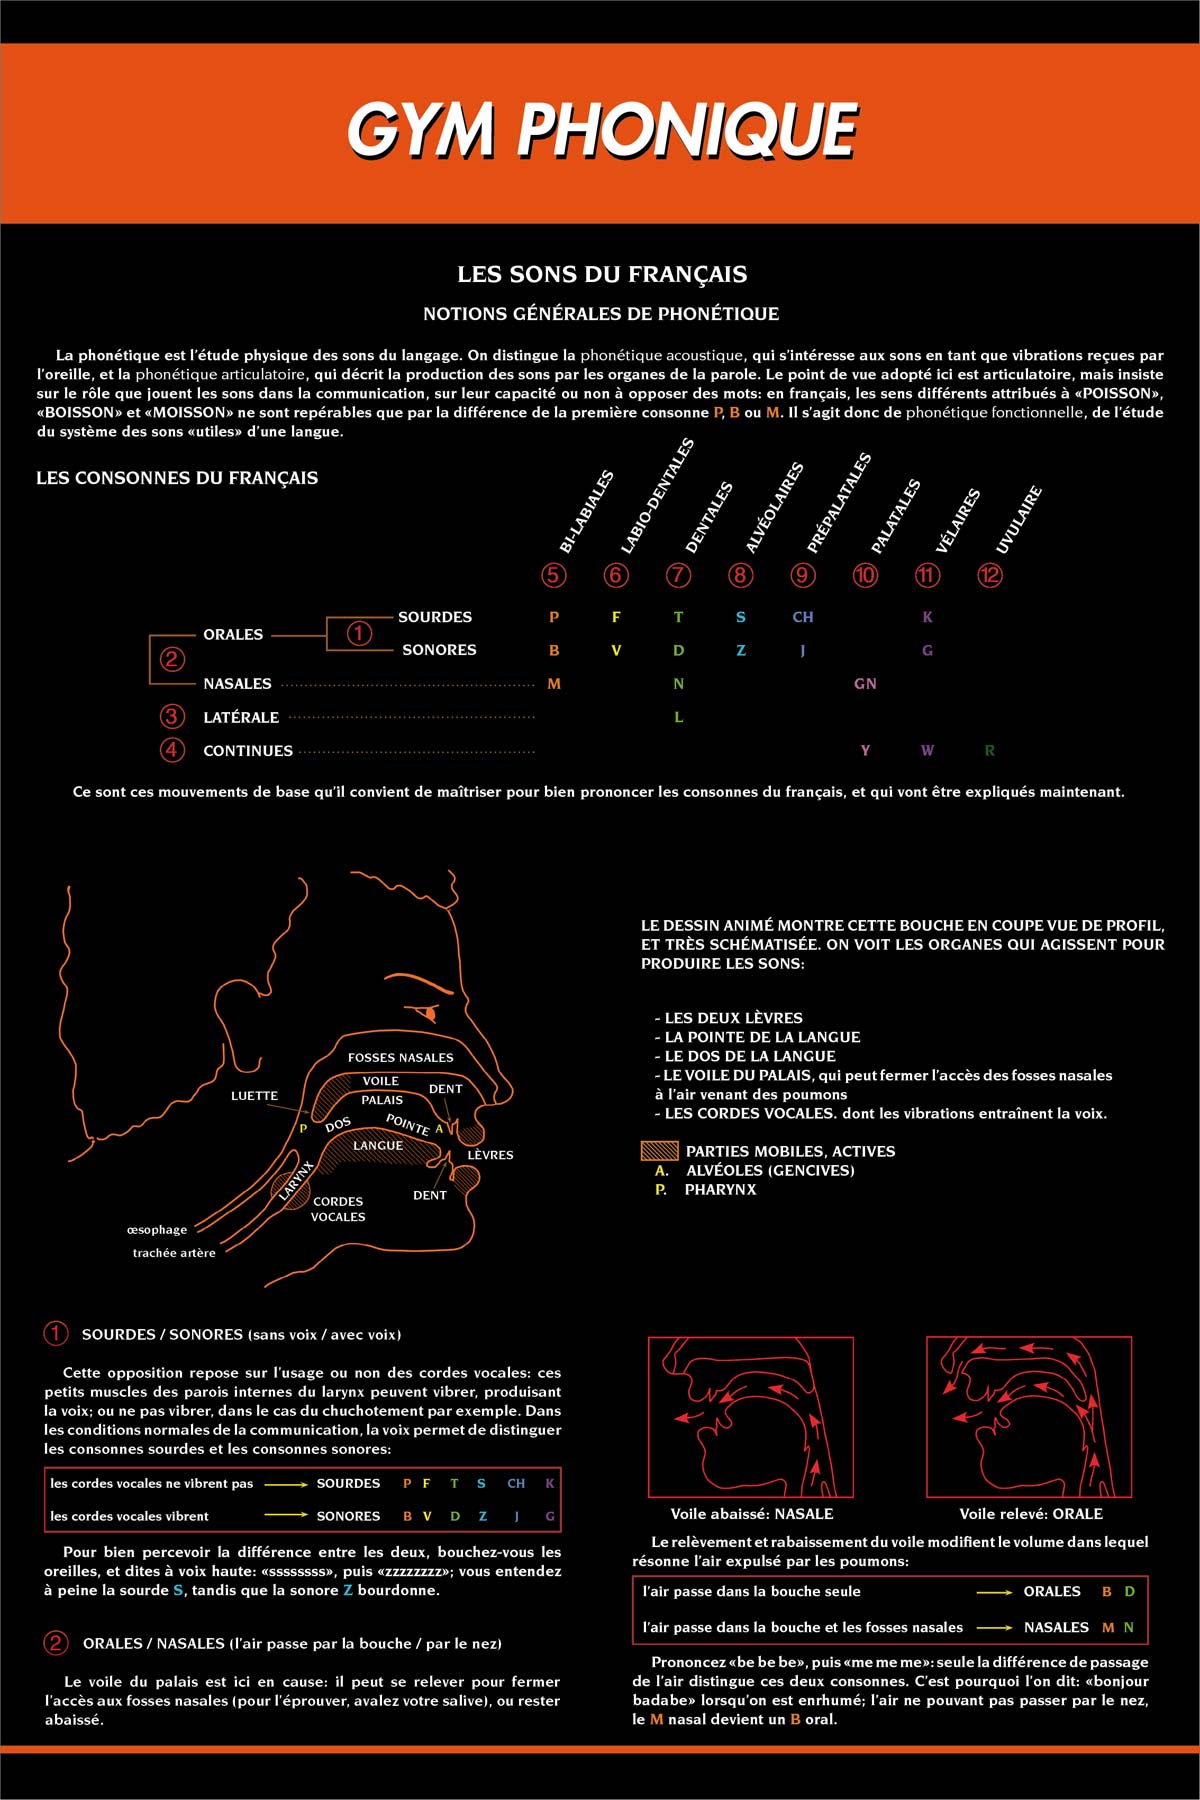 GYM PHONIQUE
LES SONS DU FRANÇAIS
NOTIONS GÉNÉRALES DE PHONÉTIQUE
La phonétique est l'étude physique des sons du langage. On distingue la phonétique acoustique, qui s'intéresse aux sons en tant que vibrations reçues par
l'oreille, et la phonétique articulatoire, qui décrit la production des sons par les organes de la parole. Le point de vue adopté ici est articulatoire, mais insiste
sur le rôle que jouent les sons dans la communication, sur leur capacité ou non à opposer des mots: en français, les sens différents attribués à «POISSON»,
«BOISSON» et «MOISSON» ne sont repérables que par la différence de la première consonne P, B ou M. Il s'agit donc de phonétique fonctionnelle, de l'étude
du système des sons «utiles» d'une langue.
LES CONSONNES DU FRANÇAIS
BI-LABIALES LABIO-DENTALES DENTALES ALVÉOLAIRES PRÉPALATALES PALATALES VÉLAIRES UVULAIRE
5 6 7 8 9 10 11 12
SOURDES P F T S CH K
ORALES 1
SONORES B V D Z J G
2
NASALES M N GN
3 LATÉRALE L
4 CONTINUES Y W R
Ce sont ces mouvements de base qu'il convient de maîtriser pour bien prononcer les consonnes du français, et qui vont être expliqués maintenant.
FOSSES NASALES
VOILE
PALAIS
DENT
LUETTE
P
DOS
POINTE
A
LANGUE
LÈVRES
LARYNX
DENT
CORDES
VOCALES
œsophage
trachée artère
LE DESSIN ANIMÉ MONTRE CETTE BOUCHE EN COUPE VUE DE PROFIL,
ET TRÈS SCHÉMATISÉE. ON VOIT LES ORGANES QUI AGISSENT POUR
PRODUIRE LES SONS:
- LES DEUX LÈVRES
- LA POINTE DE LA LANGUE
- LE DOS DE LA LANGUE
- LE VOILE DU PALAIS, qui peut fermer l'accès des fosses nasales
à l'air venant des poumons
- LES CORDES VOCALES. dont les vibrations entraînent la voix.
PARTIES MOBILES, ACTIVES
A. ALVÉOLES (GENCIVES)
P. PHARYNX
1 SOURDES / SONORES (sans voix / avec voix)
Cette opposition repose sur l'usage ou non des cordes vocales: ces
petits muscles des parois internes du larynx peuvent vibrer, produisant
la voix; ou ne pas vibrer, dans le cas du chuchotement par exemple. Dans
les conditions normales de la communication, la voix permet de distinguer
les consonnes sourdes et les consonnes sonores:
les cordes vocales ne vibrent pas SOURDES P F T S CH K
les cordes vocales vibrent SONORES B V D Z J G
Pour bien percevoir la différence entre les deux, bouchez-vous les
oreilles, et dites à voix haute: «ssssssss», puis «zzzzzzzz»; vous entendez
à peine la sourde S, tandis que la sonore Z bourdonne.
2 ORALES / NASALES (l'air passe par la bouche / par le nez)
Le voile du palais est ici en cause: il peut se relever pour fermer
l'accès aux fosses nasales (pour l'éprouver, avalez votre salive), ou rester
abaissé.
Voile abaissé: NASALE
Voile relevé: ORALE
Le relèvement et rabaissement du voile modifient le volume dans lequel
résonne l'air expulsé par les poumons:
l'air passe dans la bouche seule ORALES B D
l'air passe dans la bouche et les fosses nasales NASALES M N
Prononcez «be be be», puis «me me me»: seule la différence de passage
de l'air distingue ces deux consonnes. C'est pourquoi l'on dit: «bonjour
badabe» lorsqu'on est enrhumé; l'air ne pouvant pas passer par le nez,
le M nasal devient un B oral.